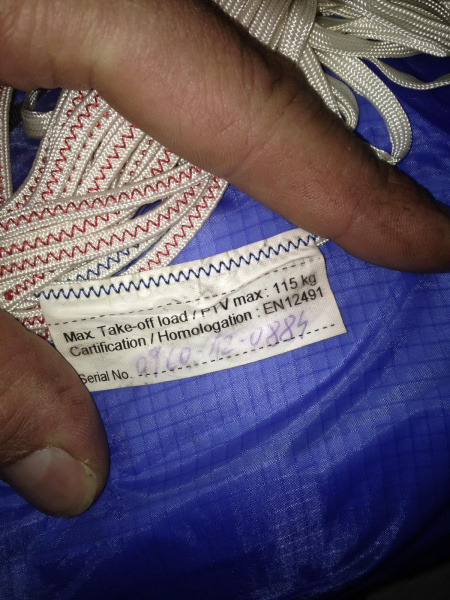 Max. Take-off load / PTV max : 115 kg
Cartification / Homologation : EN12491
Serial No.